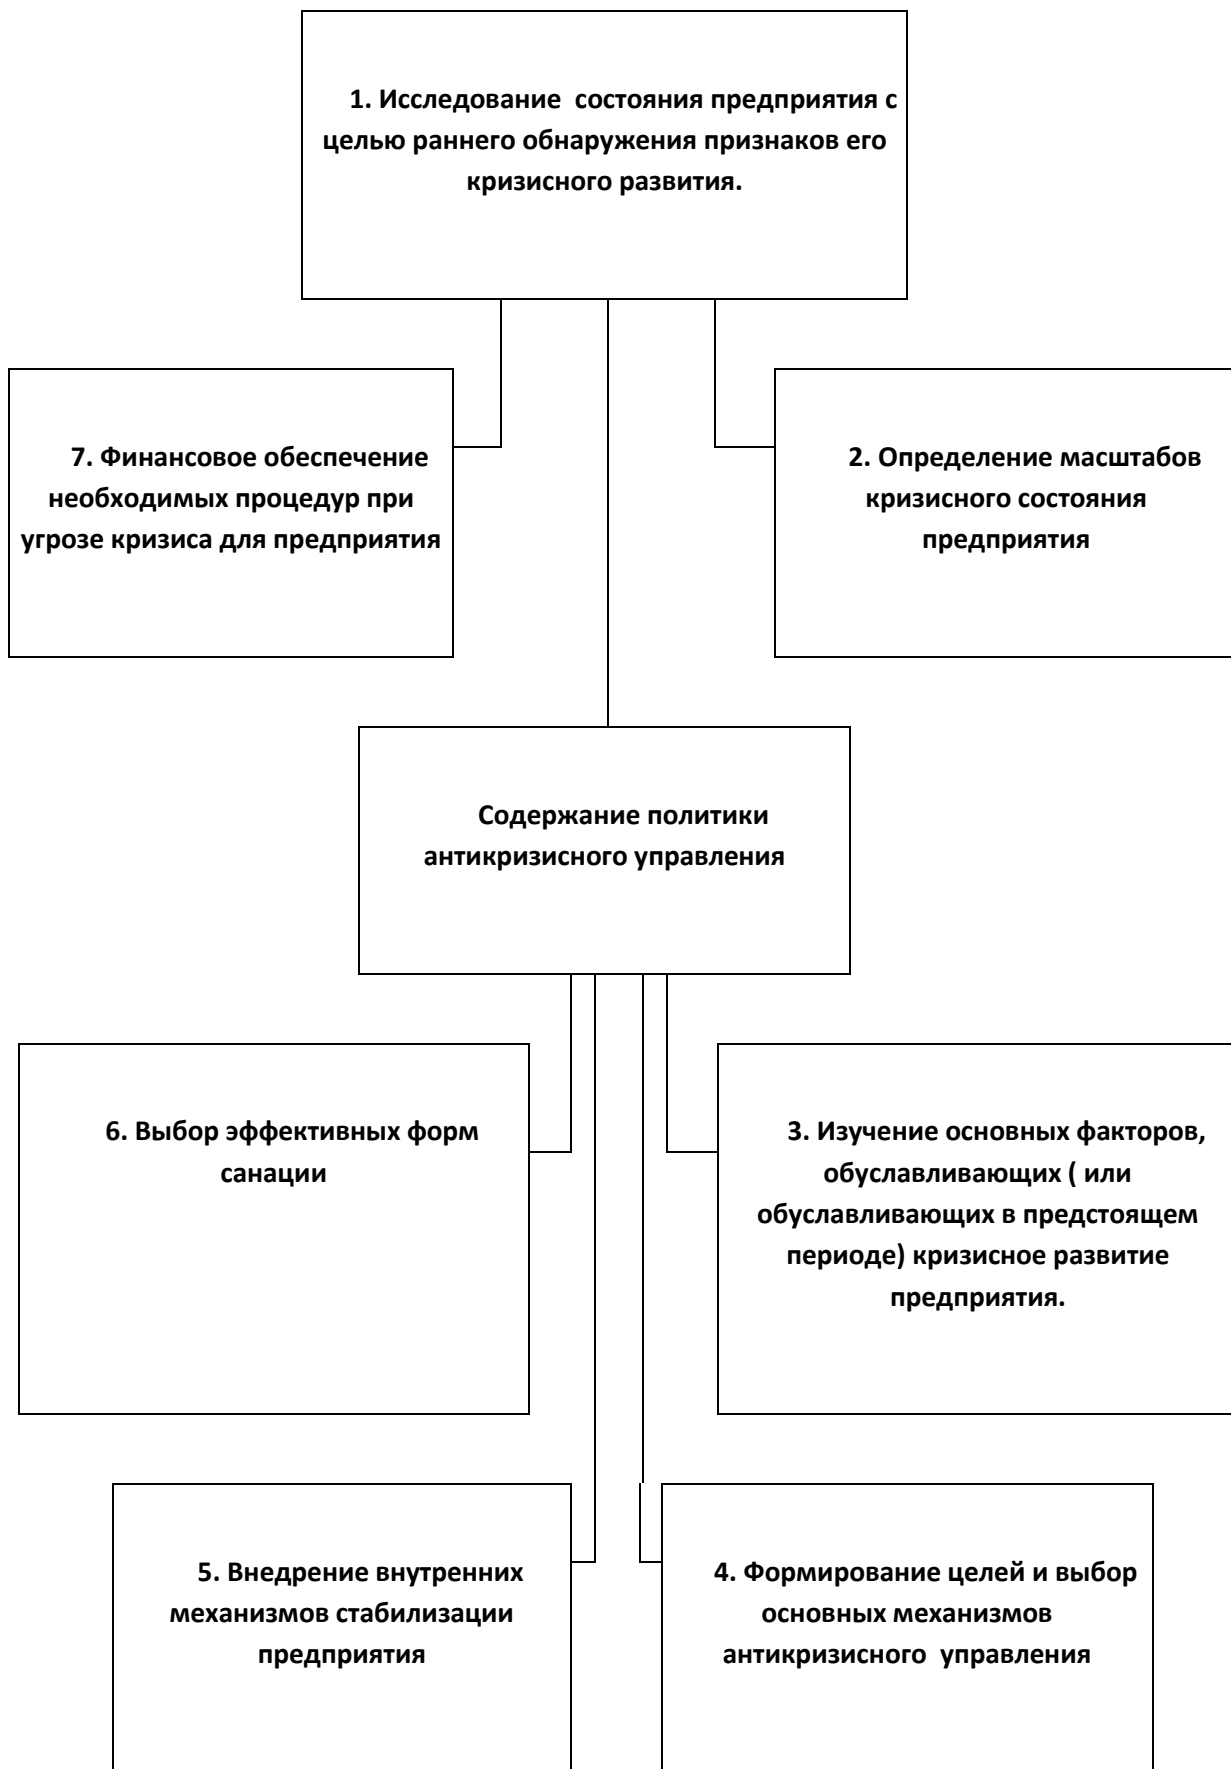 1. Исследование состояния предприятия с
целью раннего обнаружения признаков его
кризисного развития.
7. Финансовое обеспечение
необходимых процедур при
угрозе кризиса для предприятия
2. Определение масштабов
кризисного состояния
предприятия
Содержание политики
антикризисного управления
6. Выбор эффективных форм
санации
3. Изучение основных факторов,
обуславливающих ( или
обуславливающих в предстоящем
периоде) кризисное развитие
предприятия.
5. Внедрение внутренних
механизмов стабилизации
предприятия
4. Формирование целей и выбор
основных механизмов
антикризисного управления